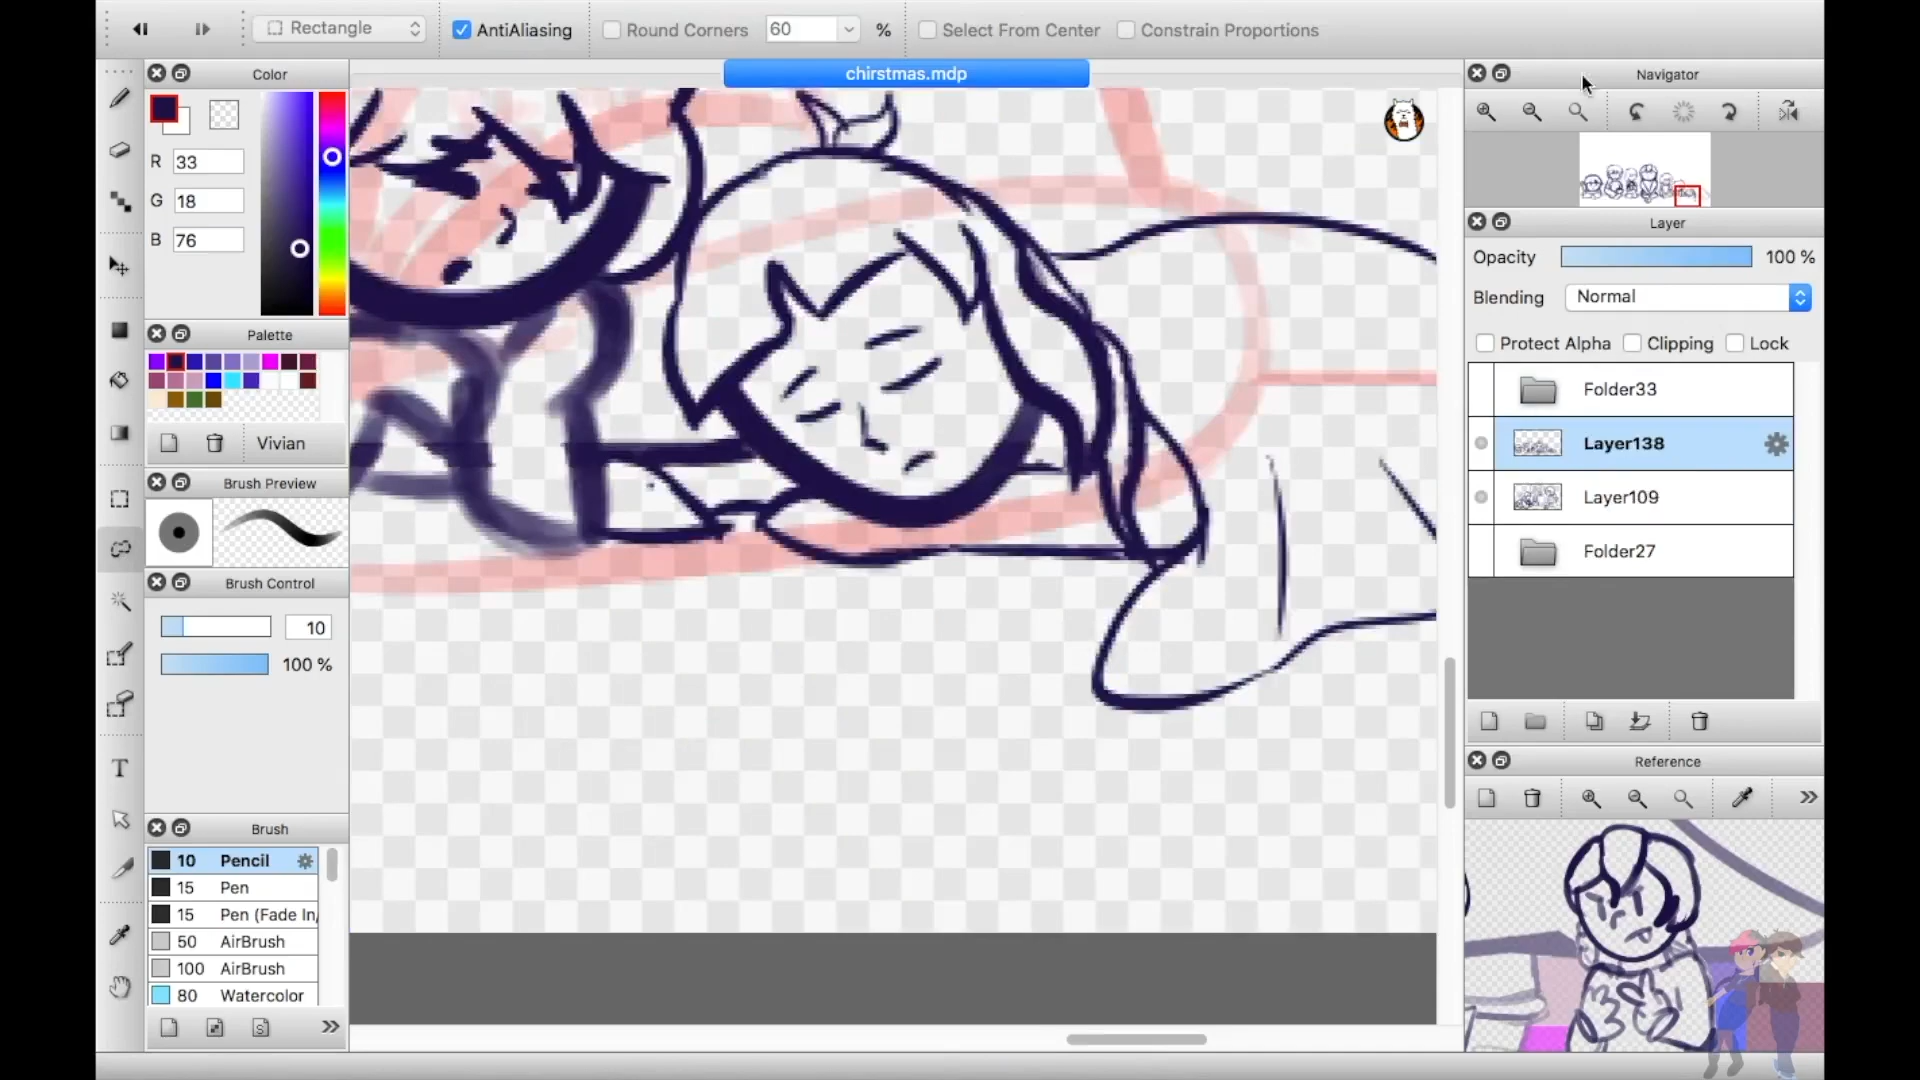 Rectangle
AntiAliasing
Round Corners
60
%
Select From Center
Constrain Proportions
Color
chirstmas.mdp
Navigator
R 33
G 18
B 76
Layer
Opacity 100 %
Blending Normal
Palette
Protect Alpha Clipping Lock
Folder33
Vivian
Layer138
Brush Preview
Layer109
Folder27
Brush Control
10
100 %
T
Reference
Brush
10 Pencil
15 Pen
15 Pen (Fade In/
50 AirBrush
100 AirBrush
80 Watercolor
S